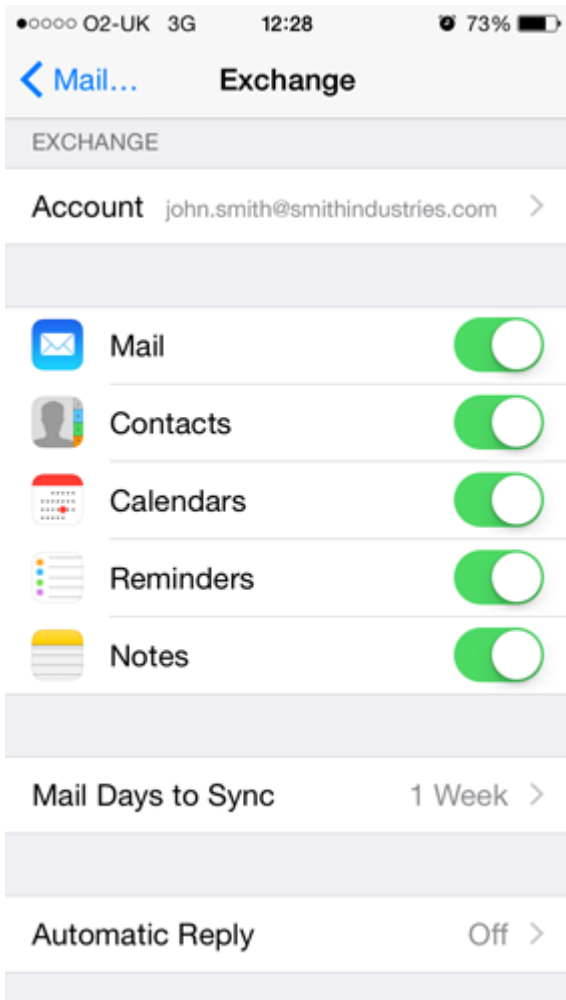 O2-UK 3G 12:28 73%
Mail... Exchange
EXCHANGE
Account john.smith@smithindustries.com
Mail
Contacts
Calendars
Reminders
Notes
Mail Days to Sync 1 Week
Automatic Reply Off